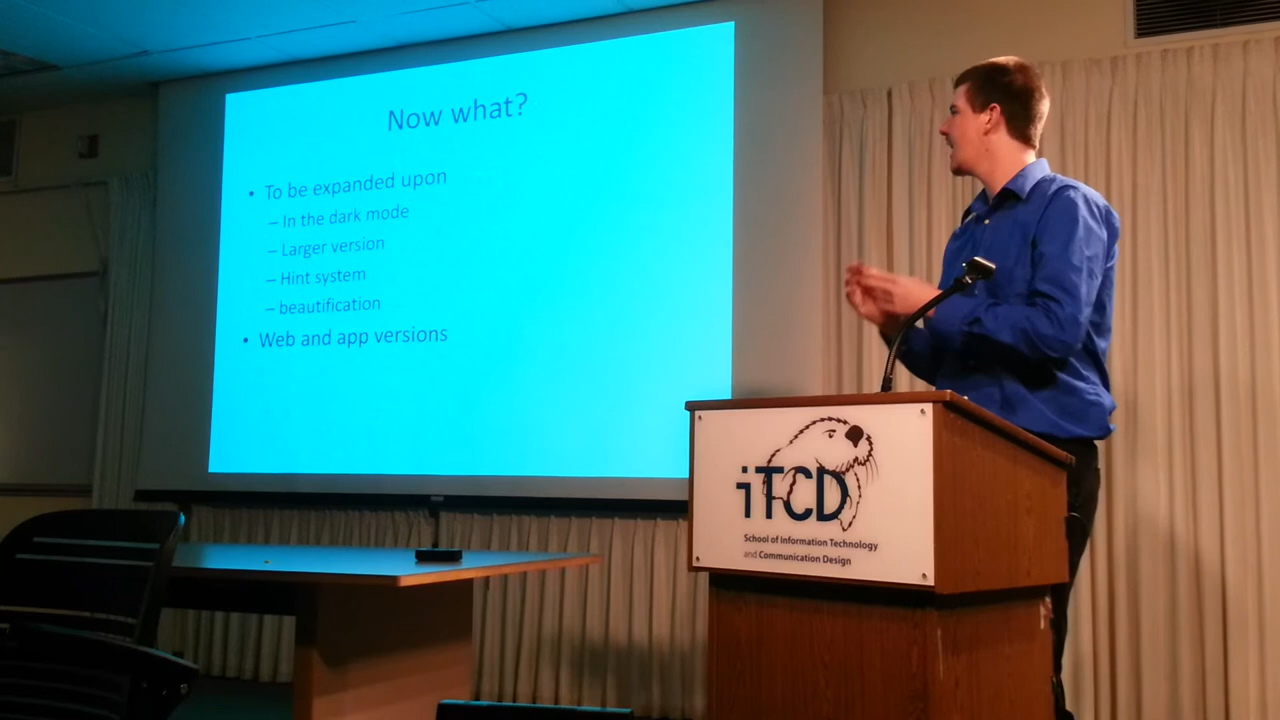 Now what?
• To be expanded upon
– In the dark mode
– Larger version
– Hint system
– beautification
• Web and app versions
iTCD
School of Information Technology
and Communication Design